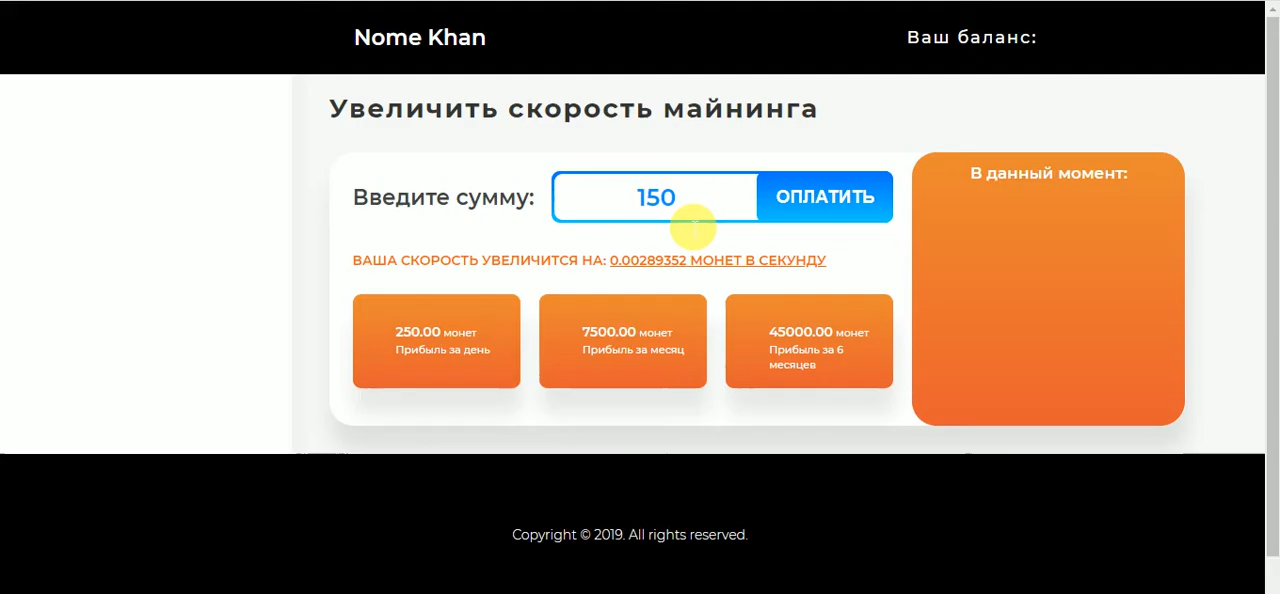 Nome Khan
Ваш баланс:
Увеличить скорость майнинга
Введите сумму:
150
ОПЛАТИТЬ
В данный момент:
ВАША СКОРОСТЬ УВЕЛИЧИТСЯ НА: 0.00289352 МОНЕТ В СЕКУНДУ
250.00 монет
Прибыль за день
7500.00 монет
Прибыль за месяц
45000.00 монет
Прибыль за 6
месяцев
Copyright © 2019. All rights reserved.